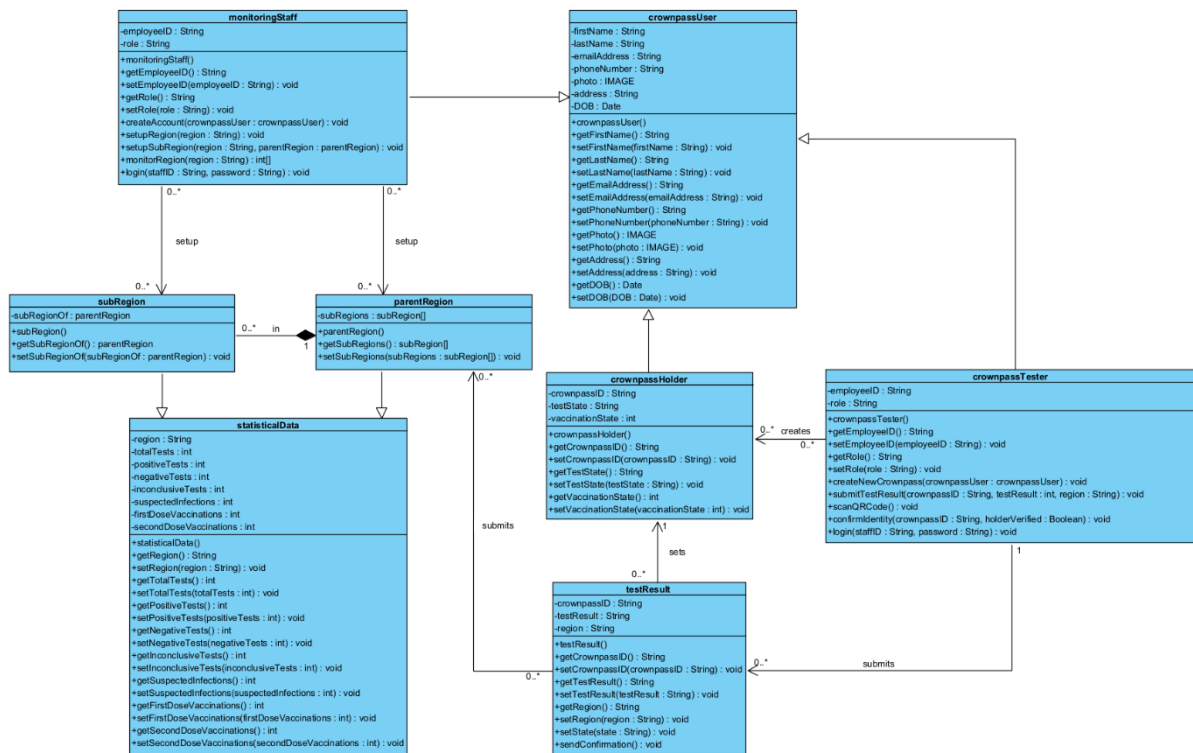 monitoringStaff
-employeeID : String
-role : String
+monitoringStaff()
+getEmployeeID() : String
+setEmployeeID(employeeID : String) : void
+getRole() : String
+setRole(role : String) : void
+createAccount(crownpassUser : crownpassUser) : void
+setupRegion(region : String) : void
+setupSubRegion(region : String, parentRegion : parentRegion) : void
+monitorRegion(region : String) : int[]
+login(staffID : String, password : String) : void
crownpassUser
-firstName : String
-lastName : String
-emailAddress : String
-phoneNumber : String
-photo : IMAGE
-address : String
-DOB : Date
+crownpassUser()
+getFirstName() : String
+setFirstName(firstName : String) : void
+getLastName() : String
+setLastName(lastName : String) : void
+getEmailAddress() : String
+setEmailAddress(emailAddress : String) : void
+getPhoneNumber() : String
+setPhoneNumber(phoneNumber : String) : void
+getPhoto() : IMAGE
+setPhoto(photo : IMAGE) : void
+getAddress() : String
+setAddress(address : String) : void
+getDOB() : Date
+setDOB(DOB : Date) : void
0..*
0..*
setup
setup
0..*
0..*
subRegion
-subRegionOf : parentRegion
+subRegion()
+getSubRegionOf() : parentRegion
+setSubRegionOf(subRegionOf : parentRegion) : void
0..*
in
1
parentRegion
-subRegions : subRegion[]
+parentRegion()
+getSubRegions() : subRegion[]
+setSubRegions(subRegions : subRegion[]) : void
0..*
statisticalData
-region : String
-totalTests : int
-positiveTests : int
-negativeTests : int
-inconclusiveTests : int
-suspectedInfections : int
-firstDoseVaccinations : int
-secondDoseVaccinations : int
+statisticalData()
+getRegion() : String
+setRegion(region : String) : void
+getTotalTests() : int
+setTotalTests(totalTests : int) : void
+getPositiveTests() : int
+setPositiveTests(positiveTests : int) : void
+getNegativeTests() : int
+setNegativeTests(negativeTests : int) : void
+getInconclusiveTests() : int
+setInconclusiveTests(inconclusiveTests : int) : void
+getSuspectedInfections() : int
+setSuspectedInfections(suspectedInfections : int) : void
+getFirstDoseVaccinations() : int
+setFirstDoseVaccinations(firstDoseVaccinations : int) : void
+getSecondDoseVaccinations() : int
+setSecondDoseVaccinations(secondDoseVaccinations : int) : void
crownpassHolder
-crownpassID : String
-testState : String
-vaccinationState : int
+crownpassHolder()
+getCrownpassID() : String
+setCrownpassID(crownpassID : String) : void
+getTestState() : String
+setTestState(testState : String) : void
+getVaccinationState() : int
+setVaccinationState(vaccinationState : int) : void
0..*
creates
0..*
crownpassTester
-employeeID : String
-role : String
+crownpassTester()
+getEmployeeID() : String
+setEmployeeID(employeeID : String) : void
+getRole() : String
+setRole(role : String) : void
+createNewCrownpass(crownpassUser : crownpassUser) : void
+submitTestResult(crownpassID : String, testResult : int, region : String) : void
+scanQRCode() : void
+confirmIdentity(crownpassID : String, holderVerified : Boolean) : void
+login(staffID : String, password : String) : void
submits
1
sets
0..*
1
testResult
-crownpassID : String
-testResult : String
-region : String
+testResult()
+getCrownpassID() : String
+setCrownpassID(crownpassID : String) : void
+getTestResult() : String
+setTestResult(testResult : String) : void
+getRegion() : String
+setRegion(region : String) : void
+setState(state : String) : void
+sendConfirmation() : void
0..*
0..*
submits